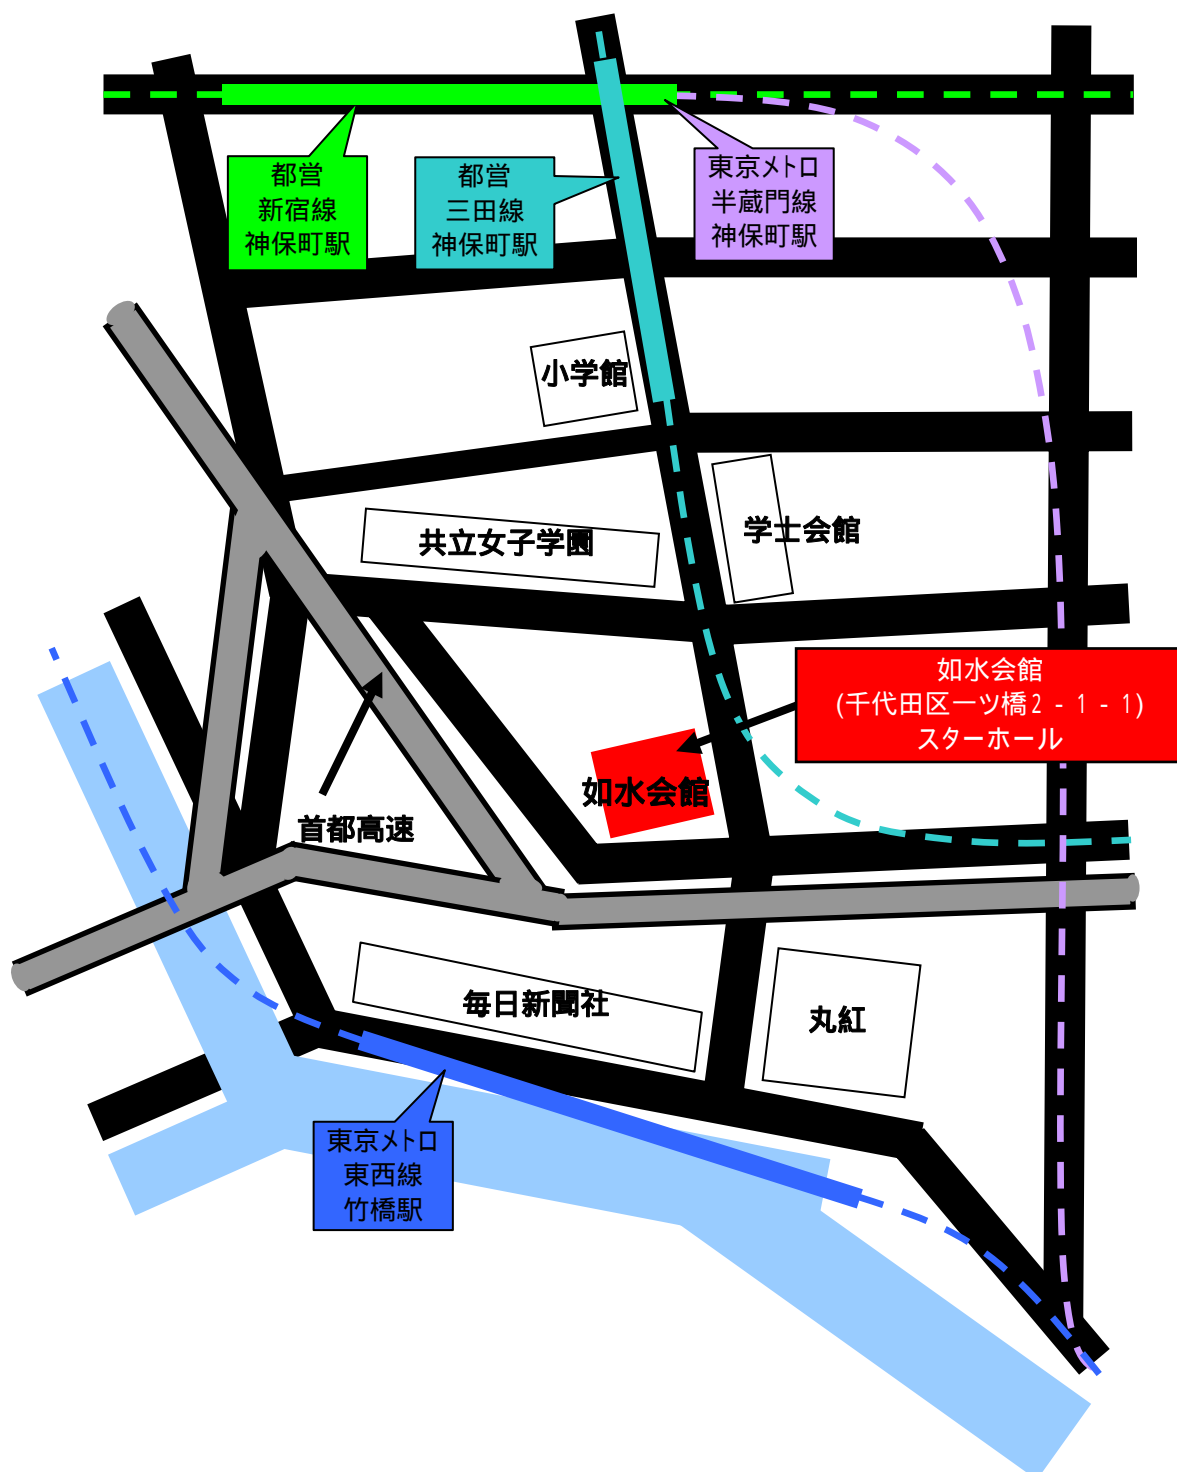 都営
新宿線
神保町駅
都営
三田線
神保町駅
東京メトロ
半蔵門線
神保町駅
小学館
共立女子学園
学士会館
如水会館
(千代田区一ツ橋2-1-1)
スターホール
如水会館
首都高速
毎日新聞社
丸紅
東京メトロ
東西線
竹橋駅